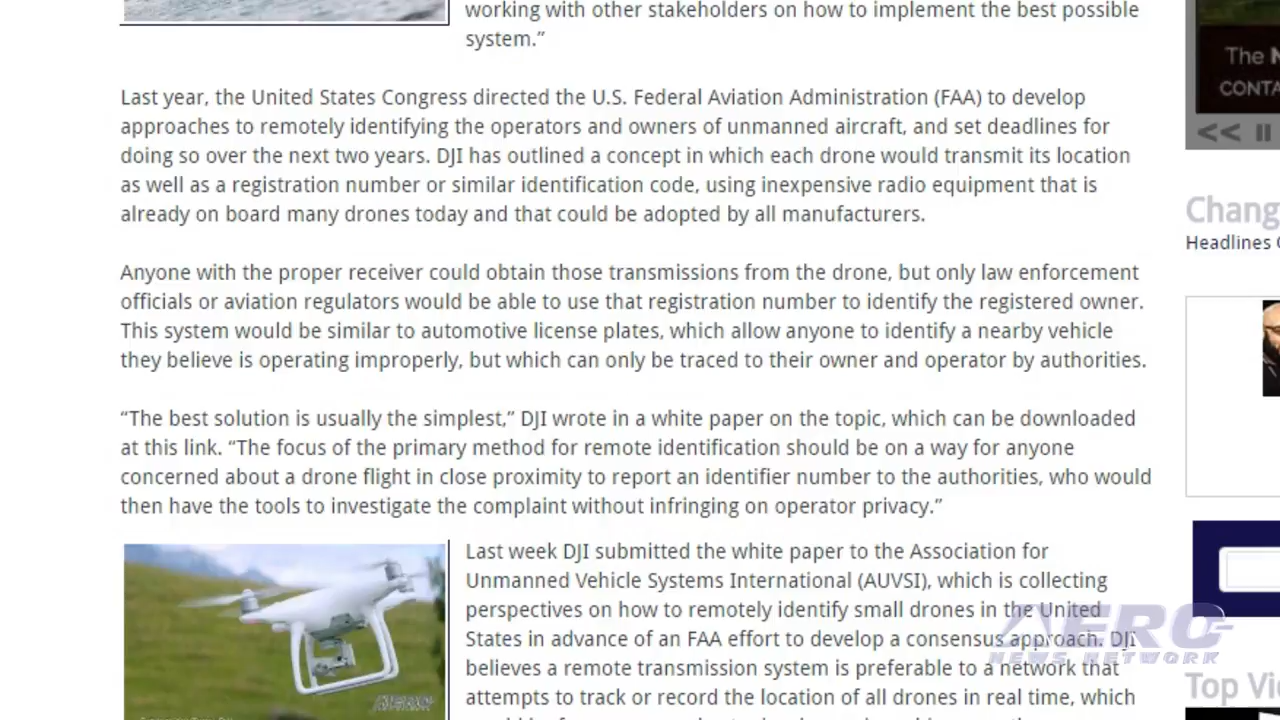 working with other stakeholders on how to implement the best possible
system.”
Last year, the United States Congress directed the U.S. Federal Aviation Administration (FAA) to develop
approaches to remotely identifying the operators and owners of unmanned aircraft, and set deadlines for
doing so over the next two years. DJI has outlined a concept in which each drone would transmit its location
as well as a registration number or similar identification code, using inexpensive radio equipment that is
already on board many drones today and that could be adopted by all manufacturers.
Anyone with the proper receiver could obtain those transmissions from the drone, but only law enforcement
officials or aviation regulators would be able to use that registration number to identify the registered owner.
This system would be similar to automotive license plates, which allow anyone to identify a nearby vehicle
they believe is operating improperly, but which can only be traced to their owner and operator by authorities.
“The best solution is usually the simplest,” DJI wrote in a white paper on the topic, which can be downloaded
at this link. “The focus of the primary method for remote identification should be on a way for anyone
concerned about a drone flight in close proximity to report an identifier number to the authorities, who would
then have the tools to investigate the complaint without infringing on operator privacy.”
Last week DJI submitted the white paper to the Association for
Unmanned Vehicle Systems International (AUVSI), which is collecting
perspectives on how to remotely identify small drones in the United
States in advance of an FAA effort to develop a consensus approach. DJI
believes a remote transmission system is preferable to a network that
attempts to track or record the location of all drones in real time, which
The N
CONTA
<< II
Chang
Headlines
AERO
NEWS NETWORK
Top Vi